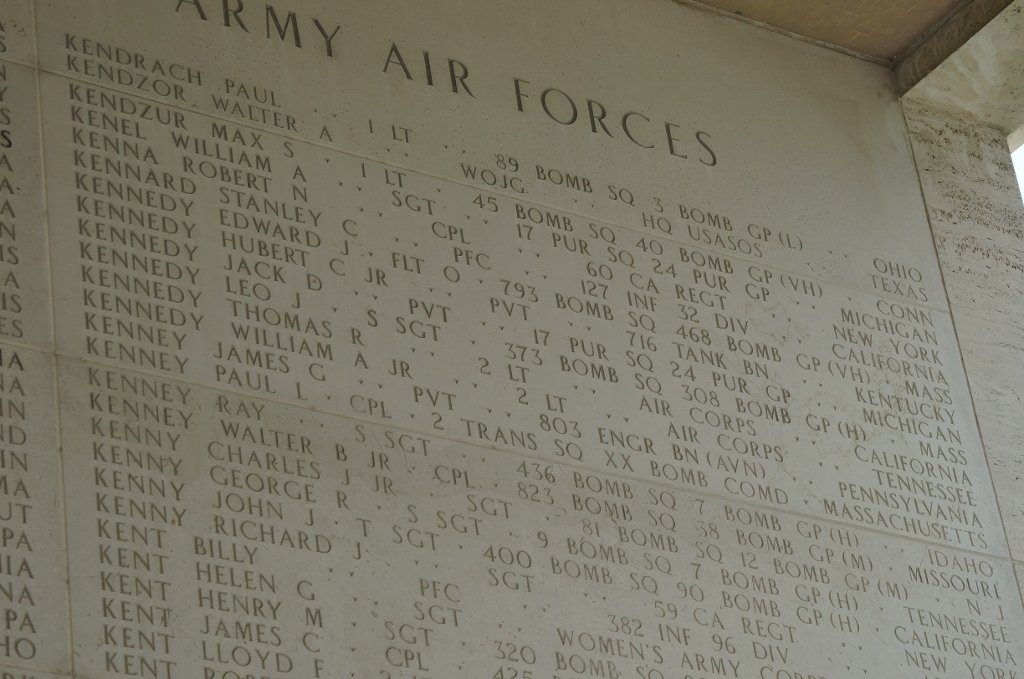 ARMY AIR FORCES
KENDRACH PAUL . . 1 LT . . 89 BOMB SQ 3 BOMB GP (L) . . OHIO
KENDZOR WALTER A . . WOJG . . HQ USASOS . . TEXAS
KENDZUR MAX S . . 1 LT . 45 BOMB SQ 40 BOMB GP (VH) . CONN
KENEL WILLIAM A . . SGT . . 17 PUR SQ 24 PUR GP . . MICHIGAN
KENNA ROBERT N . . CPL . . 60 CA REGT . . NEW YORK
KENNARD STANLEY C . . PFC . . 127 INF 32 DIV . . CALIFORNIA
KENNEDY EDWARD J . FLT O . 793 BOMB SQ 468 BOMB GP (VH) . MASS
KENNEDY HUBERT C JR . . PVT . . 716 TANK BN . . KENTUCKY
KENNEDY JACK D . . PVT . . 17 PUR SQ 24 PUR GP . . MICHIGAN
KENNEDY LEO J . S SGT . 373 BOMB SQ 308 BOMB GP (H) . MASS
KENNEDY THOMAS R . . 2 LT . . AIR CORPS . . CALIFORNIA
KENNEDY WILLIAM A JR . . 2 LT . . AIR CORPS . . TENNESSEE
KENNEY JAMES G . . PVT . . 803 ENGR BN (AVN) . . PENNSYLVANIA
KENNEY PAUL L . CPL . 2 TRANS SQ XX BOMB COMD . MASSACHUSETTS
KENNEY RAY . . S SGT . . 436 BOMB SQ 7 BOMB GP (H) . . IDAHO
KENNEY WALTER B JR . CPL . 823 BOMB SQ 38 BOMB GP (M) . MISSOURI
KENNY CHARLES J JR . . SGT . . 81 BOMB SQ 12 BOMB GP (M) . . N J
KENNY GEORGE R . . S SGT . . 9 BOMB SQ 7 BOMB GP (H) . . TENNESSEE
KENNY JOHN J . T SGT . 400 BOMB SQ 90 BOMB GP (H) . CALIFORNIA
KENNY RICHARD J . . SGT . . 59 CA REGT . . NEW YORK
KENT BILLY . . PFC . . 382 INF 96 DIV
KENT HELEN G . . SGT . . WOMEN'S ARMY
KENT HENRY M . . SGT . . 320 BOMB SQ
KENT JAMES C . . CPL . . 425 BOMB
KENT LLOYD F
KENT